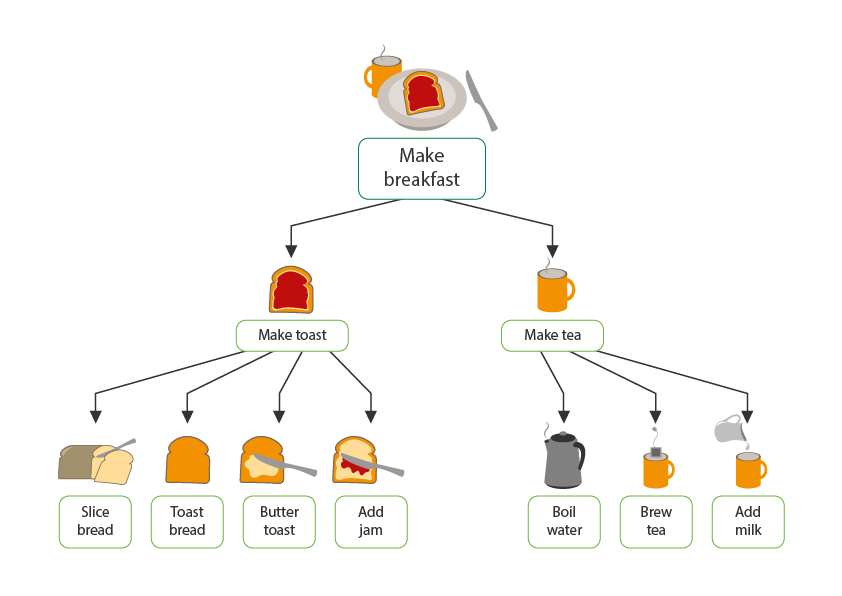 Make
breakfast
Make toast
Make tea
Slice
bread
Toast
bread
Butter
toast
Add
jam
Boil
water
Brew
tea
Add
milk